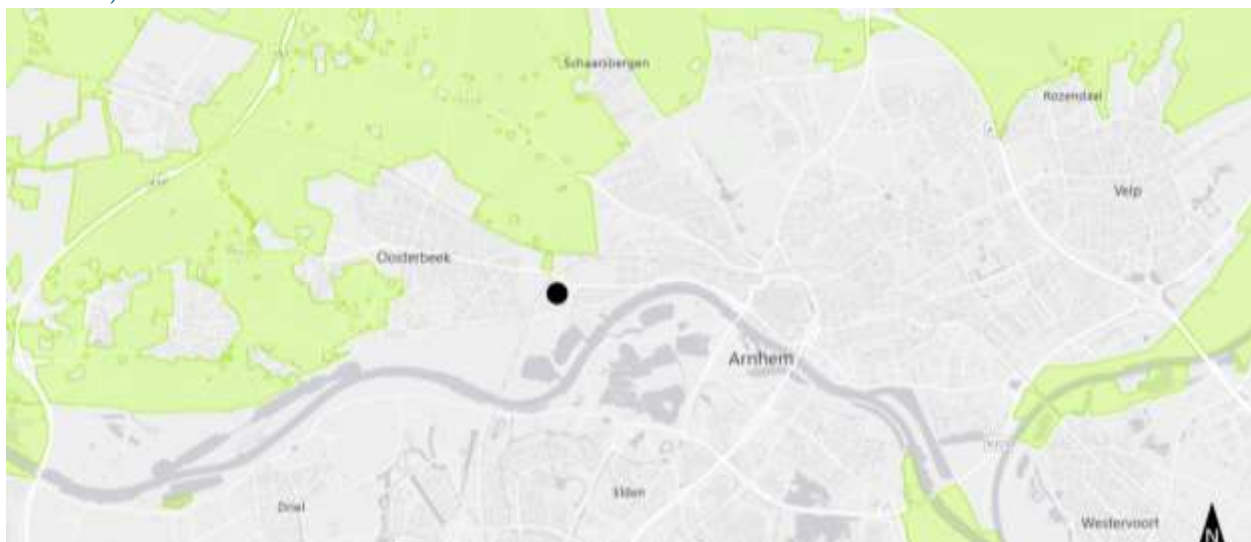 Schaarsbergen
Rozendaal
Velp
Oosterbeek
Arnhem
Elden
Driel
Westervoort
N